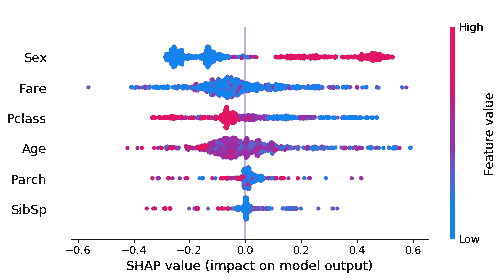 High
Sex
Fare
Pclass
Age
Parch
SibSp
Feature value
Low
−0.6 −0.4 −0.2 0.0 0.2 0.4 0.6
SHAP value (impact on model output)